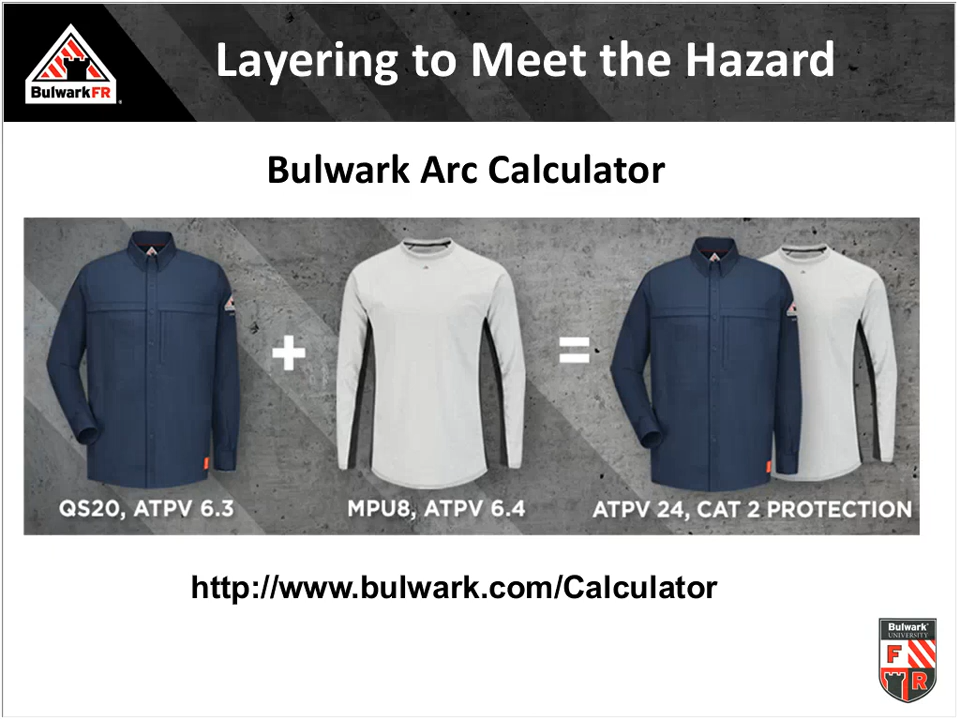 Layering to Meet the Hazard
BulwarkFR
Bulwark Arc Calculator
+
=
QS20, ATPV 6.3
MPU8, ATPV 6.4
ATPV 24, CAT 2 PROTECTION
http://www.bulwark.com/Calculator
Bulwark
UNIVERSITY
F
R